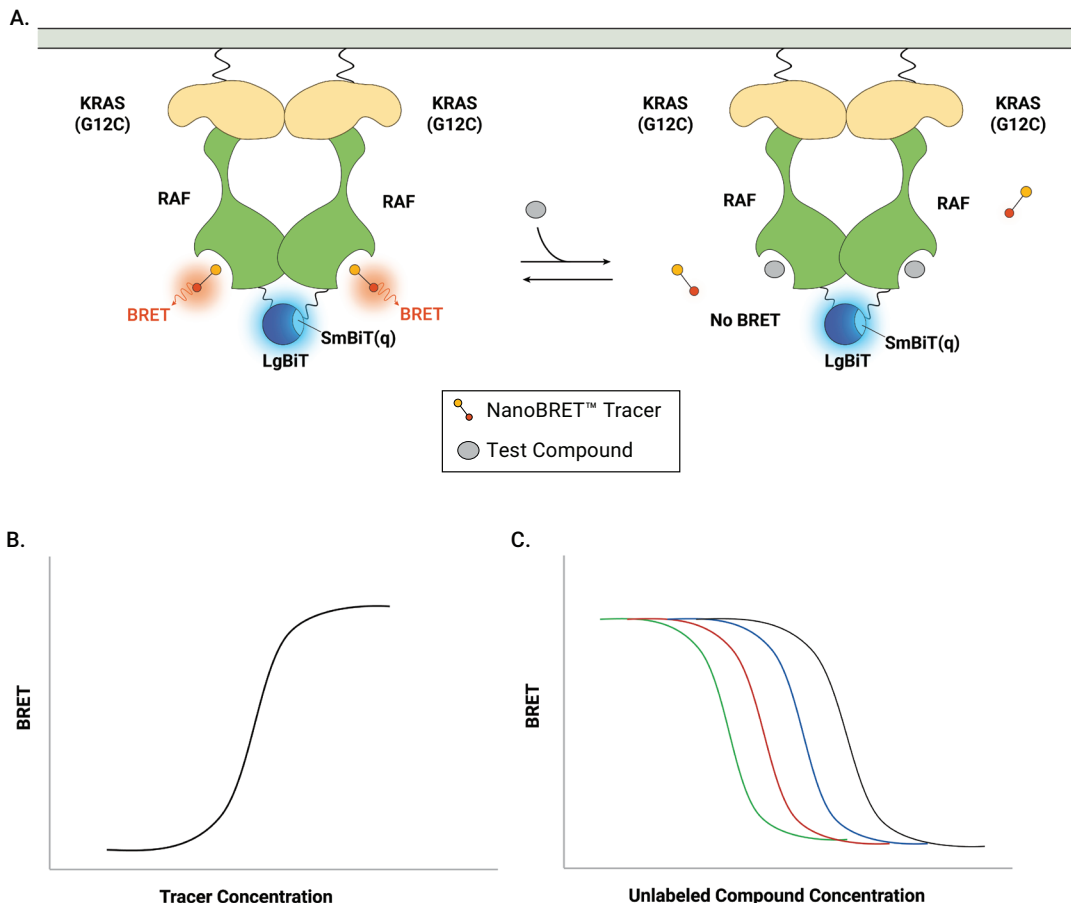 A.
KRAS
(G12C)
KRAS
(G12C)
KRAS
(G12C)
KRAS
(G12C)
RAF
RAF
RAF
RAF
BRET
BRET
SmBiT(q)
LgBiT
No BRET
SmBiT(q)
LgBiT
NanoBRET™ Tracer
Test Compound
B.
BRET
Tracer Concentration
C.
BRET
Unlabeled Compound Concentration